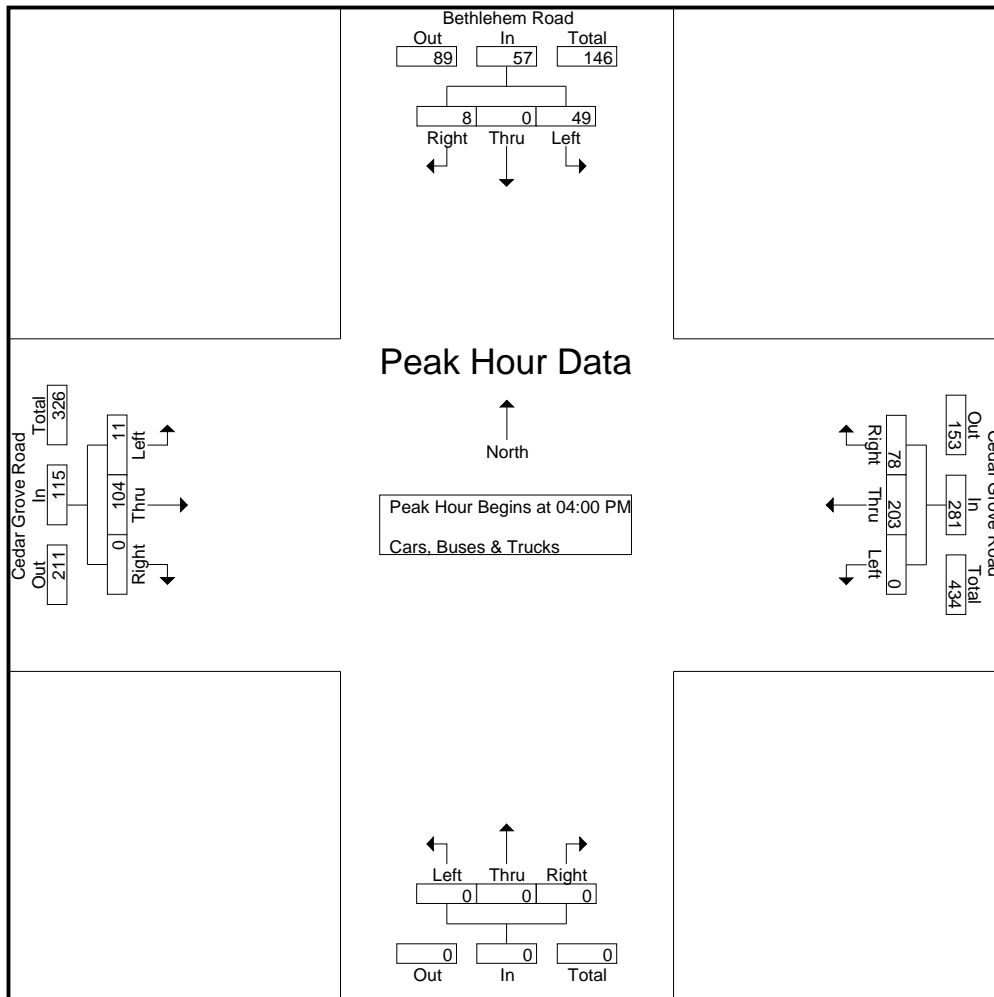 Bethlehem Road
Out In Total
89 57 146
8 0 49
Right Thru Left
Peak Hour Data
North
Peak Hour Begins at 04:00 PM
Cars, Buses & Trucks
Cedar Grove Road
Total In Out
326 115 211
11 104 0
Left Thru Right
Cedar Grove Road
Out In Total
153 281 434
78 203 0
Right Thru Left
Left Thru Right
0 0 0
0 0 0
Out In Total